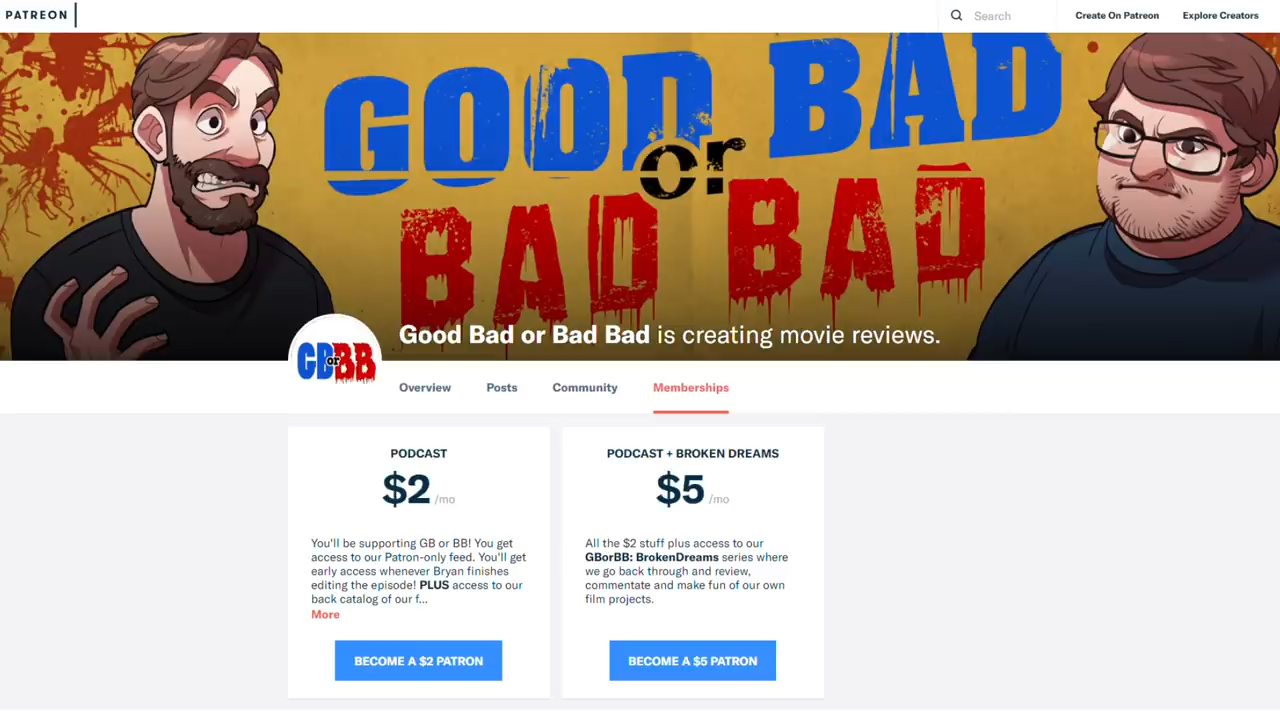 PATREON
Search
Create On Patreon
Explore Creators
GOOD BAD
or
BAD BAD
GB or BB
Good Bad or Bad Bad is creating movie reviews.
Overview
Posts
Community
Memberships
PODCAST
$2 /mo
You'll be supporting GB or BB! You get
access to our Patron-only feed. You'll get
early access whenever Bryan finishes
editing the episode! PLUS access to our
back catalog of our f...
More
BECOME A $2 PATRON
PODCAST + BROKEN DREAMS
$5 /mo
All the $2 stuff plus access to our
GBorBB: BrokenDreams series where
we go back through and review,
commentate and make fun of our own
film projects.
BECOME A $5 PATRON